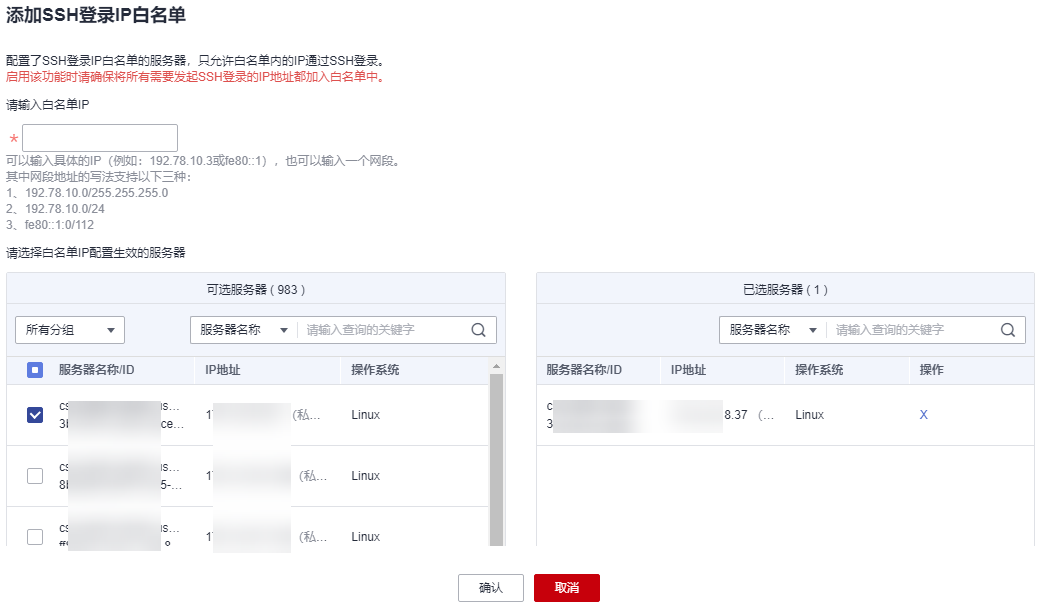 添加SSH登录IP白名单
配置了SSH登录IP白名单的服务器，只允许白名单内的IP通过SSH登录。
启用该功能时请确保将所有需要发起SSH登录的IP地址都加入白名单中。
请输入白名单IP
*
可以输入具体的IP（例如：192.78.10.3或fe80::1），也可以输入一个网段。
其中网段地址的写法支持以下三种：
1、192.78.10.0/255.255.255.0
2、192.78.10.0/24
3、fe80::1:0/112
请选择白名单IP配置生效的服务器
可选服务器 ( 983 )
所有分组 服务器名称 请输入查询的关键字
服务器名称/ID IP地址 操作系统
cs s... 17 (私... Linux
3b ce...
cs s... 17 (私... Linux
8b 5-...
cs s... 17 (私... Linux
已选服务器 ( 1 )
服务器名称 请输入查询的关键字
服务器名称/ID IP地址 操作系统 操作
c 8.37 (... Linux X
3
确认 取消